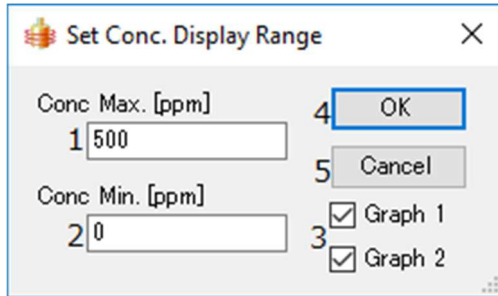 Set Conc. Display Range
Conc Max. [ppm]
1 500
4 OK
5 Cancel
Conc Min. [ppm]
2 0
3
Graph 1
Graph 2